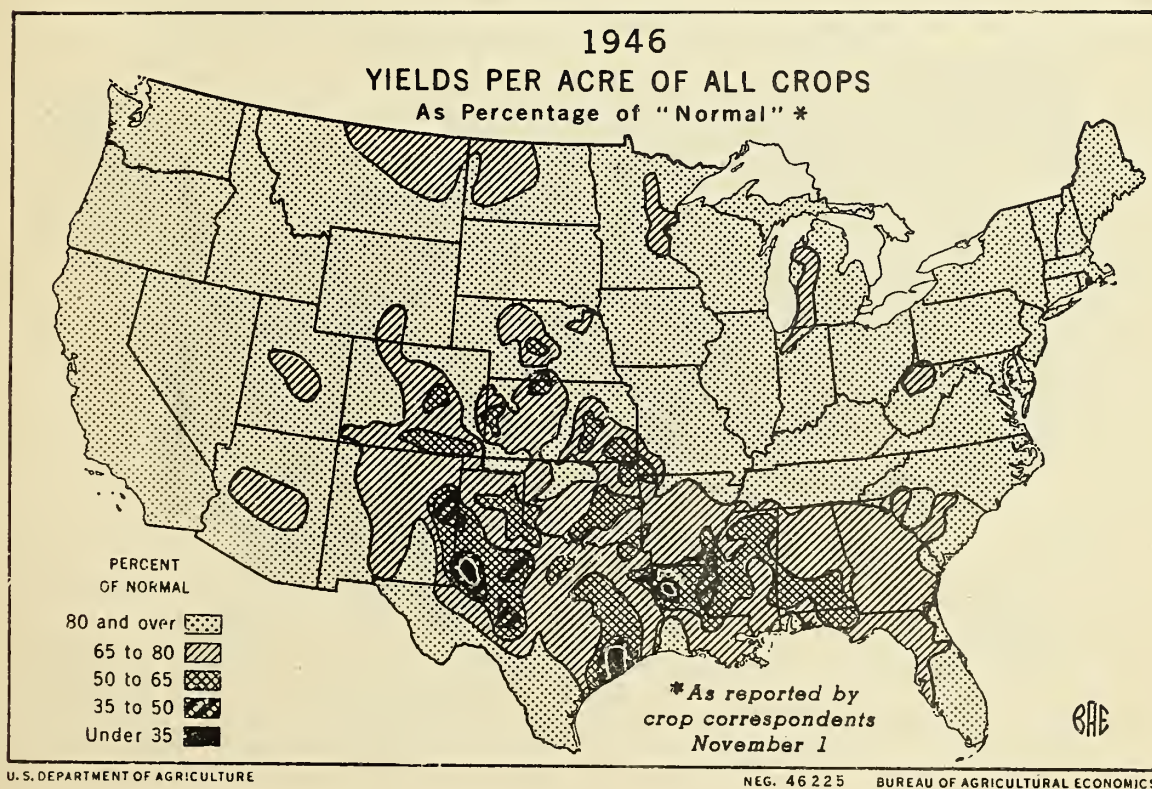 1946
YIELDS PER ACRE OF ALL CROPS
As Percentage of "Normal" *
PERCENT
OF NORMAL
80 and over
65 to 80
50 to 65
35 to 50
Under 35
*As reported by
crop correspondents
November 1
BAE
U. S. DEPARTMENT OF AGRICULTURE
NEG. 46225 BUREAU OF AGRICULTURAL ECONOMICS